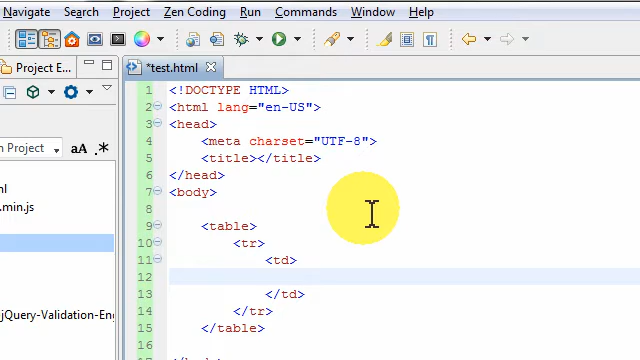 Navigate Search Project Zen Coding Run Commands Window Help
Project E... *test.html
n Project aA .*
ml
.min.js
jQuery-Validation-En
1 <!DOCTYPE HTML>
2 <html lang="en-US">
3 <head>
4 <meta charset="UTF-8">
5 <title></title>
6 </head>
7 <body>
8
9 <table>
10 <tr>
11 <td>
12
13 </td>
14 </tr>
15 </table>
16